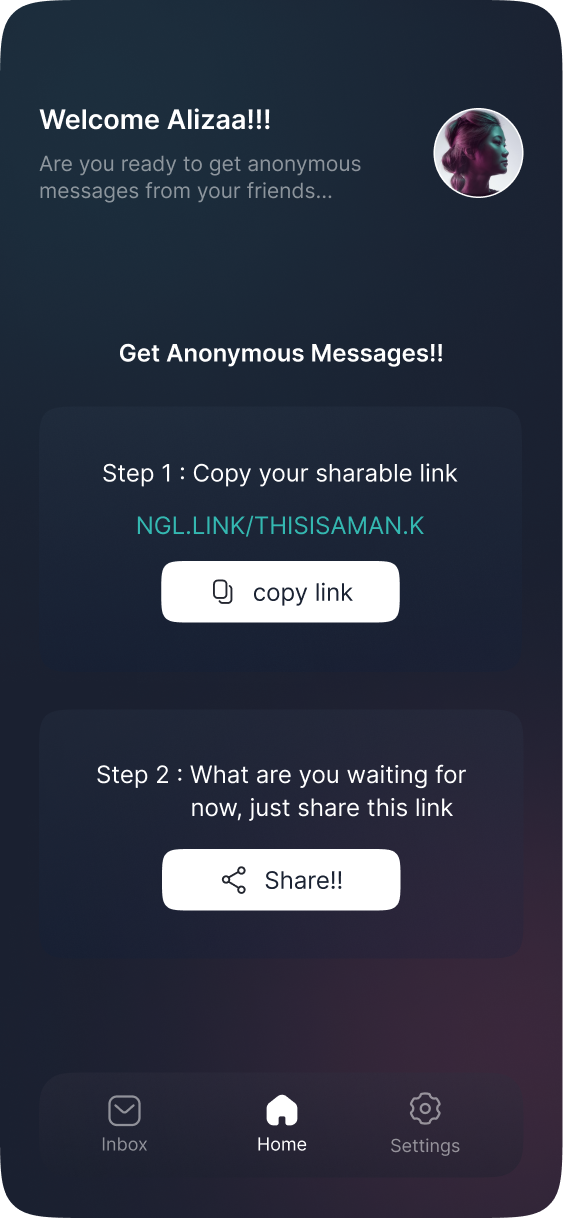 Welcome Alizaa!!!
Are you ready to get anonymous
messages from your friends...
Get Anonymous Messages!!
Step 1 : Copy your sharable link
NGL.LINK/THISISAMAN.K
copy link
Step 2 : What are you waiting for
now, just share this link
Share!!
Inbox
Home
Settings